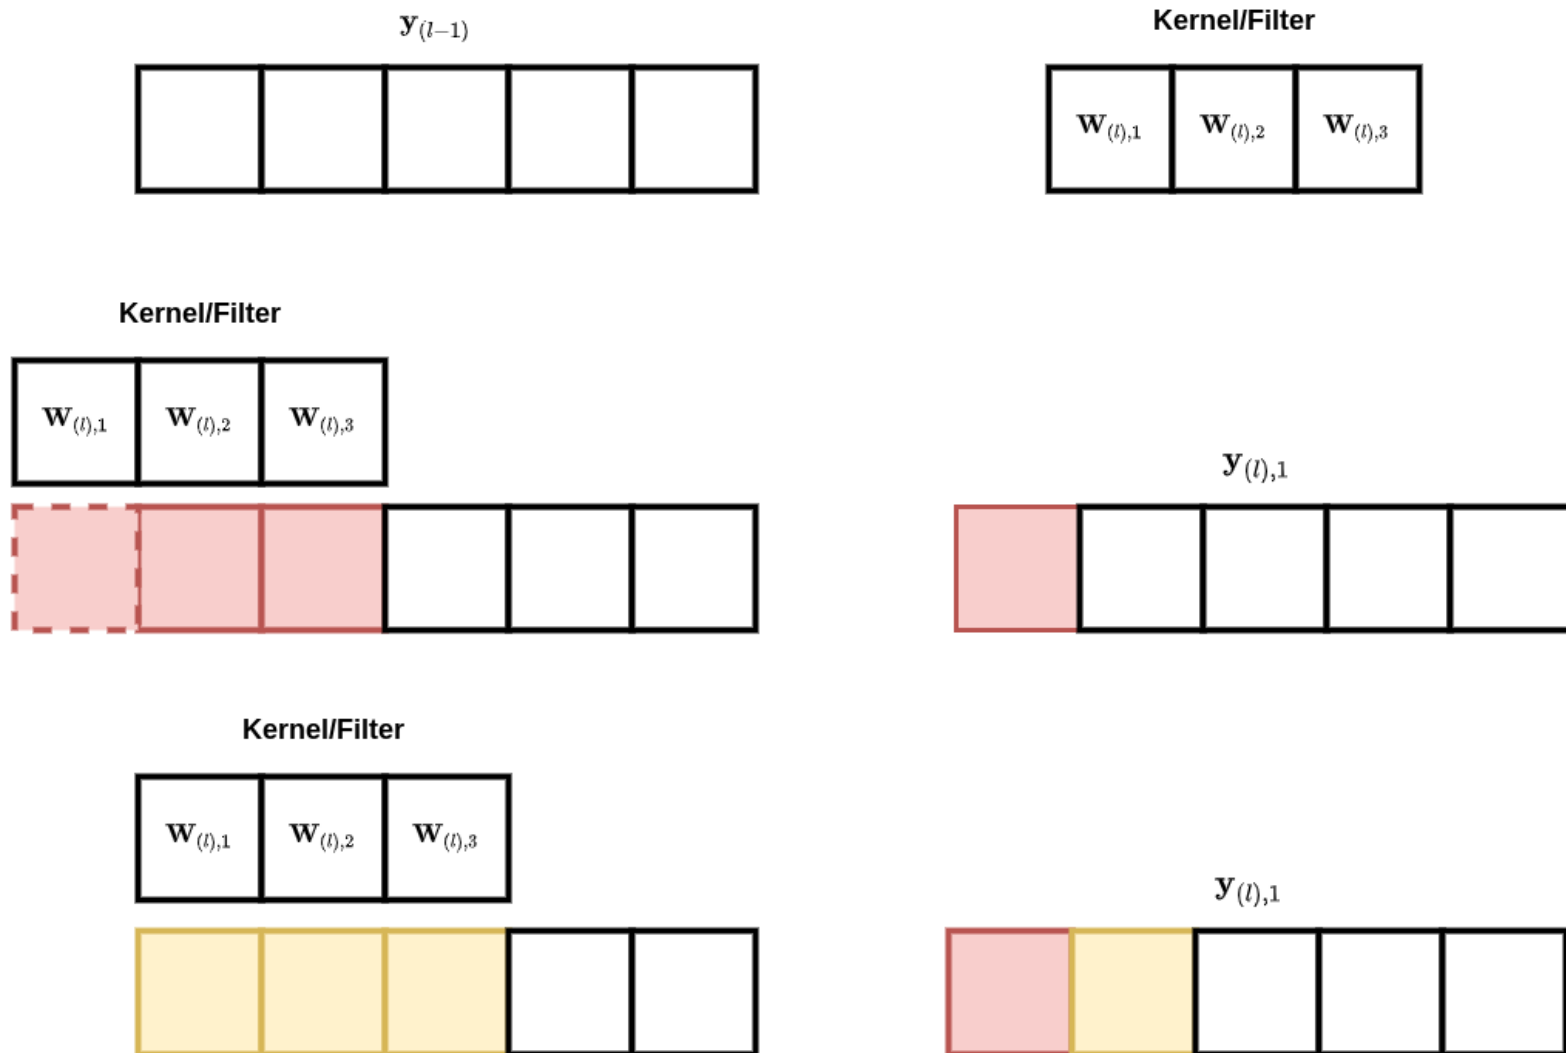 y(l−1)
Kernel/Filter
w(l),1 w(l),2 w(l),3
Kernel/Filter
w(l),1 w(l),2 w(l),3
y(l),1
Kernel/Filter
w(l),1 w(l),2 w(l),3
y(l),1